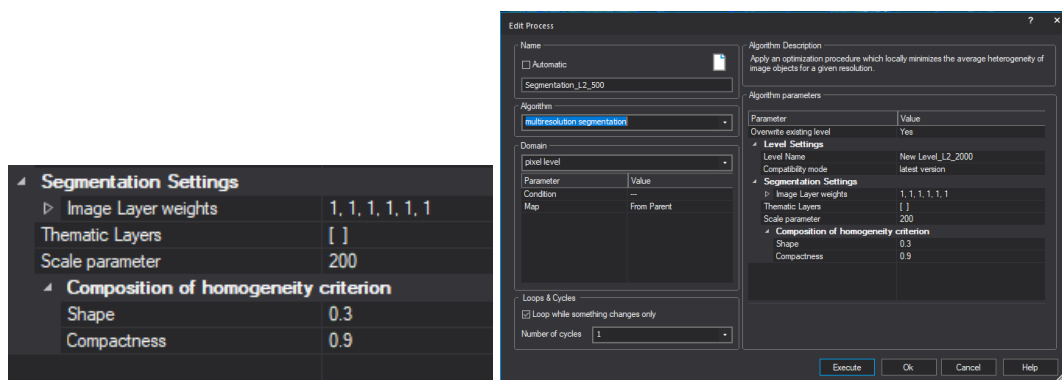 Segmentation Settings
Image Layer weights 1, 1, 1, 1, 1, 1
Thematic Layers [ ]
Scale parameter 200
Composition of homogeneity criterion
Shape 0.3
Compactness 0.9
Edit Process ? ×
Name
Automatic
Segmentation_L2_500
Algorithm
multiresolution segmentation
Domain
pixel level
Parameter Value
Condition ---
Map From Parent
Loops & Cycles
Loop while something changes only
Number of cycles 1
Algorithm Description
Apply an optimization procedure which locally minimizes the average heterogeneity of
image objects for a given resolution.
Algorithm parameters
Parameter Value
Overwrite existing level Yes
Level Settings
Level Name New Level_L2_2000
Compatibility mode latest version
Segmentation Settings
Image Layer weights 1, 1, 1, 1, 1, 1
Thematic Layers [ ]
Scale parameter 200
Composition of homogeneity criterion
Shape 0.3
Compactness 0.9
Execute Ok Cancel Help